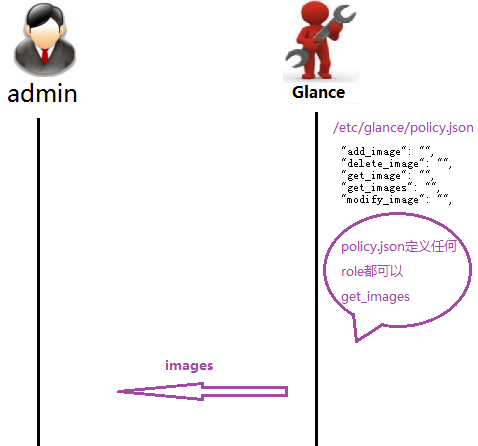 admin
Glance
/etc/glance/policy.json
"add_image": "",
"delete_image": "",
"get_image": "",
"get_images": "",
"modify_image": "",
policy.json定义任何
role都可以
get_images
images